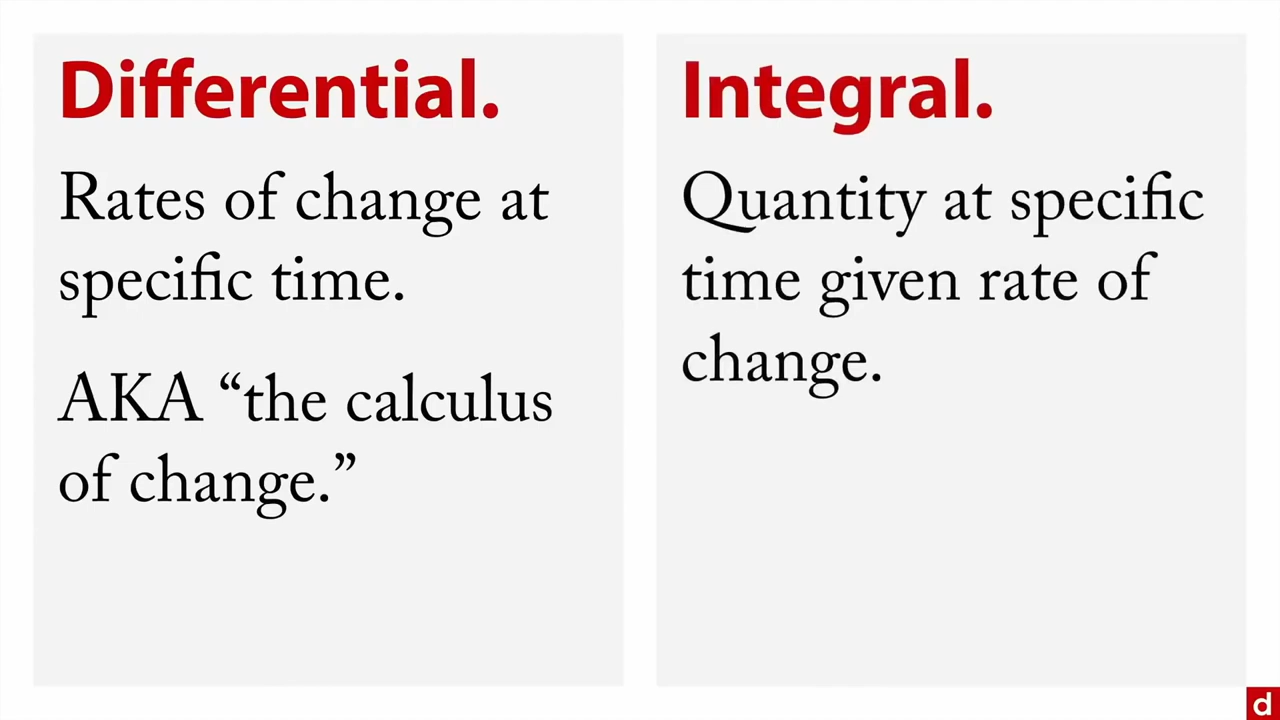 Differential.
Rates of change at
specific time.
AKA “the calculus
of change.”
Integral.
Quantity at specific
time given rate of
change.
d